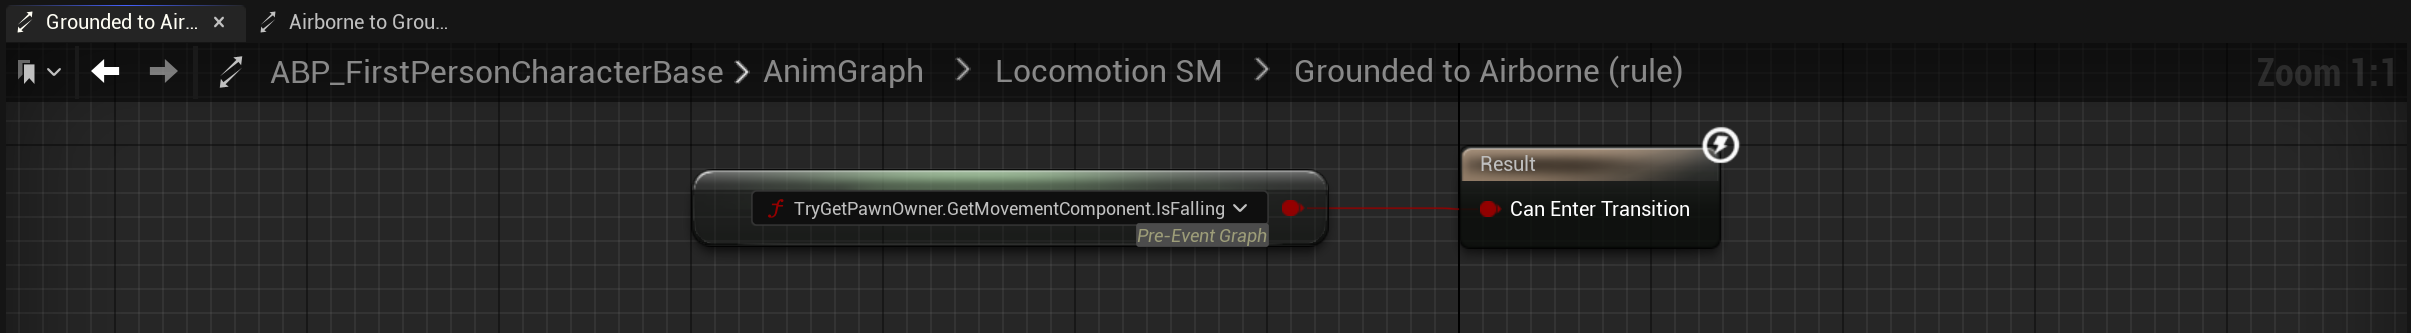 Grounded to Air...
Airborne to Grou...
ABP_FirstPersonCharacterBase > AnimGraph > Locomotion SM > Grounded to Airborne (rule)
Zoom 1:1
Result
f TryGetPawnOwner.GetMovementComponent.IsFalling
Can Enter Transition
Pre-Event Graph